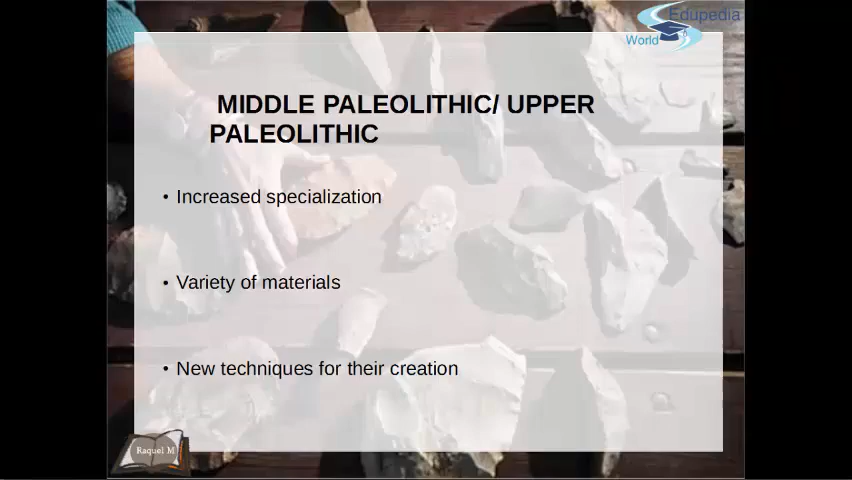 Edupedia
World
MIDDLE PALEOLITHIC/ UPPER
PALEOLITHIC
• Increased specialization
• Variety of materials
• New techniques for their creation
Raquel M